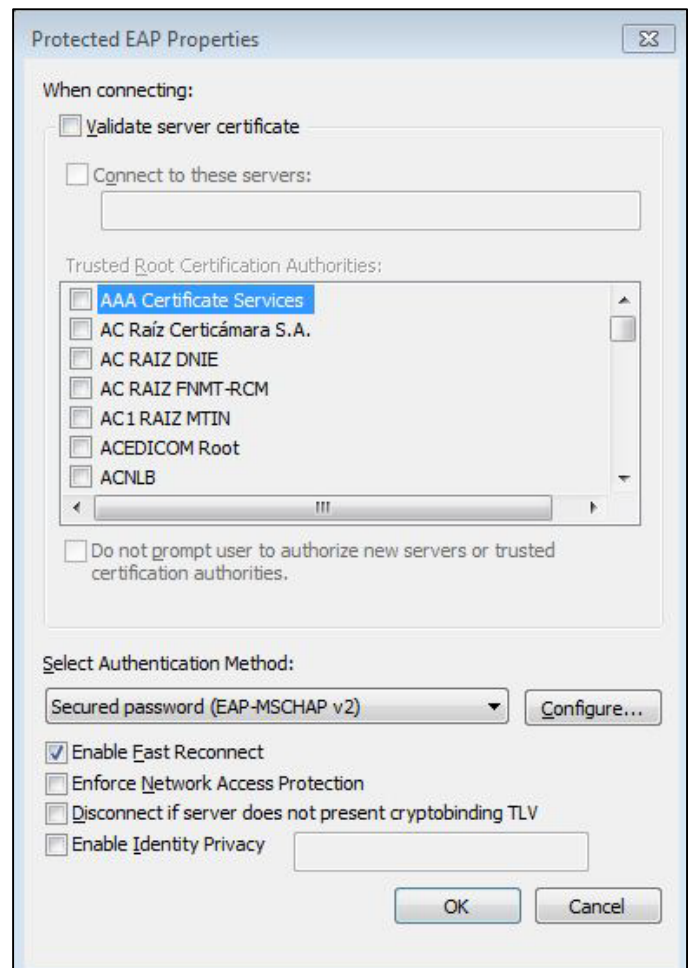 Protected EAP Properties
When connecting:
Validate server certificate
Connect to these servers:
Trusted Root Certification Authorities:
AAA Certificate Services
AC Raíz Certicámara S.A.
AC RAIZ DNIE
AC RAIZ FNMT-RCM
AC1 RAIZ MTIN
ACEDICOM Root
ACNLB
Do not prompt user to authorize new servers or trusted
certification authorities.
Select Authentication Method:
Secured password (EAP-MSCHAP v2) Configure...
Enable Fast Reconnect
Enforce Network Access Protection
Disconnect if server does not present cryptobinding TLV
Enable Identity Privacy
OK Cancel